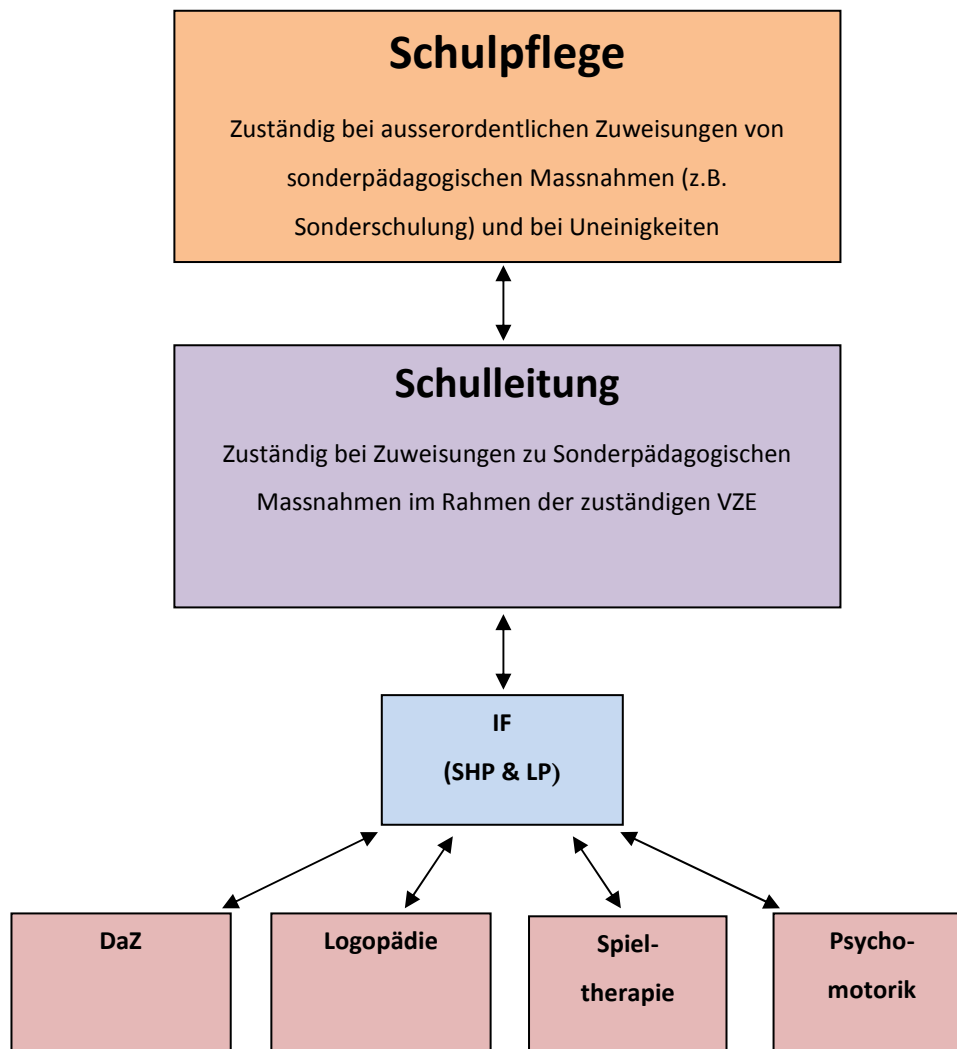 Schulpflege
Zuständig bei ausserordentlichen Zuweisungen von
sonderpädagogischen Massnahmen (z.B.
Sonderschulung) und bei Uneinigkeiten
Schulleitung
Zuständig bei Zuweisungen zu Sonderpädagogischen
Massnahmen im Rahmen der zuständigen VZE
IF
(SHP & LP)
DaZ
Logopädie
Spiel-
therapie
Psycho-
motorik